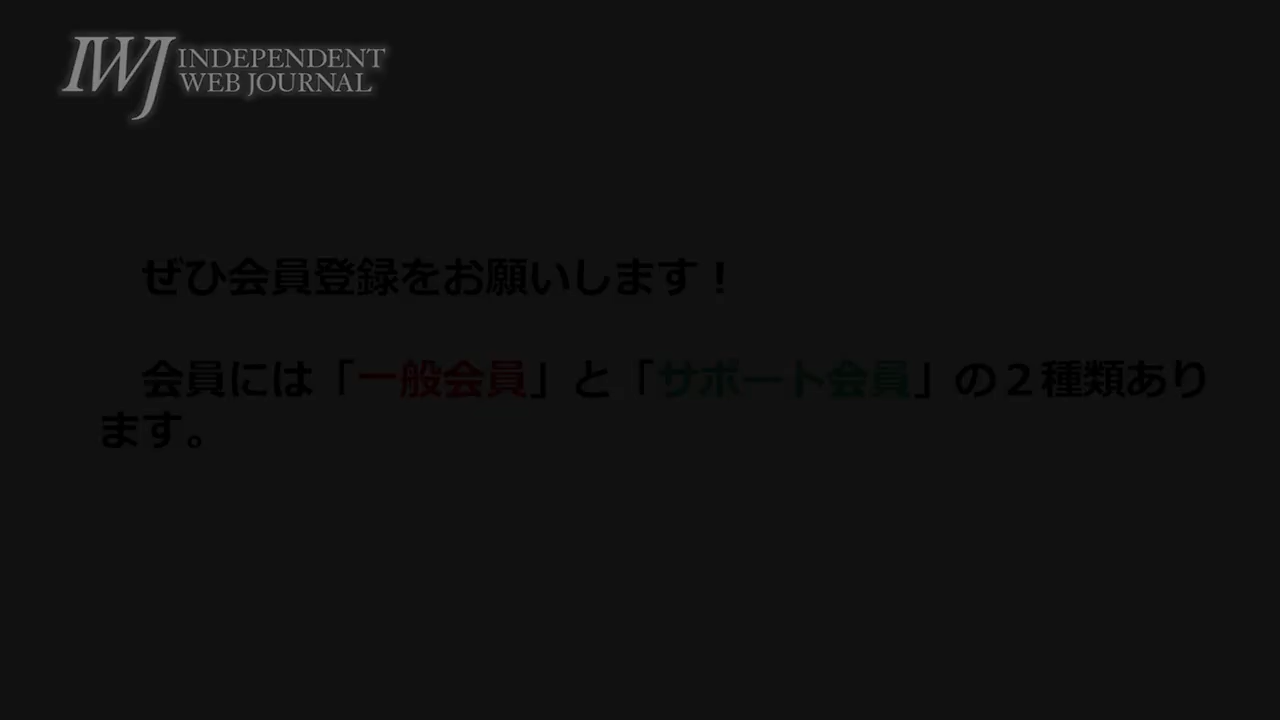 IWJ INDEPENDENT
WEB JOURNAL
ぜひ会員登録をお願いします！
会員には「一般会員」と「サポート会員」の２種類あり
ます。